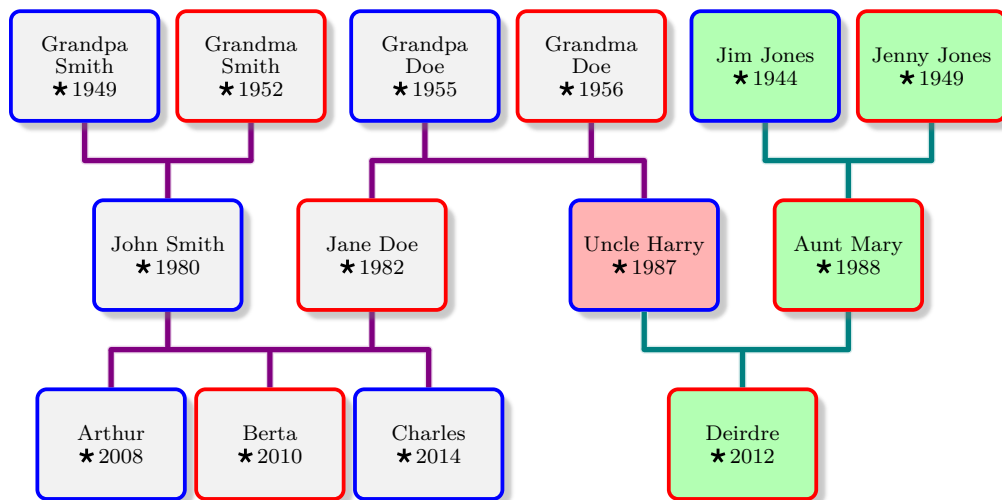 Grandpa
Smith
★ 1949
Grandma
Smith
★ 1952
Grandpa
Doe
★ 1955
Grandma
Doe
★ 1956
Jim Jones
★ 1944
Jenny Jones
★ 1949
John Smith
★ 1980
Jane Doe
★ 1982
Uncle Harry
★ 1987
Aunt Mary
★ 1988
Arthur
★ 2008
Berta
★ 2010
Charles
★ 2014
Deirdre
★ 2012